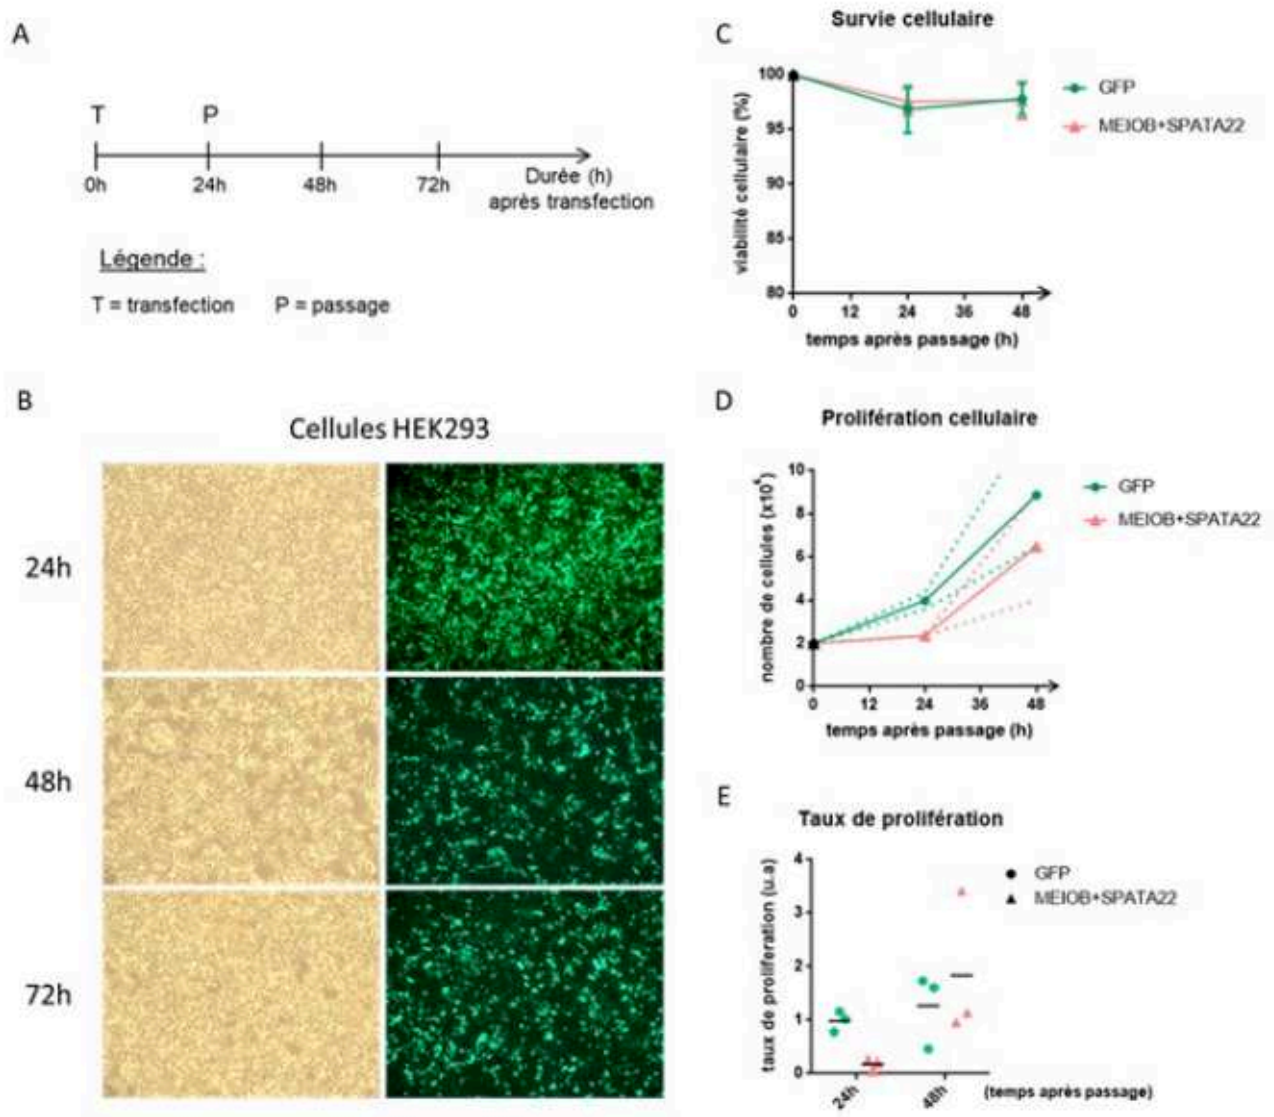 A
T P
0h 24h 48h 72h
Durée (h)
après transfection
Légende :
T = transfection P = passage
B
Cellules HEK293
24h
48h
72h
C
Survie cellulaire
viabilité cellulaire (%)
100
95
90
85
80
0 12 24 36 48
temps après passage (h)
GFP
MEIOB+SPATA22
D
Prolifération cellulaire
nombre de cellules (x10⁴)
10
8
6
4
2
0
0 12 24 36 48
temps après passage (h)
GFP
MEIOB+SPATA22
E
Taux de prolifération
taux de proliferation (u.a)
4
3
2
1
0
24h 48h (temps après passage)
GFP
MEIOB+SPATA22